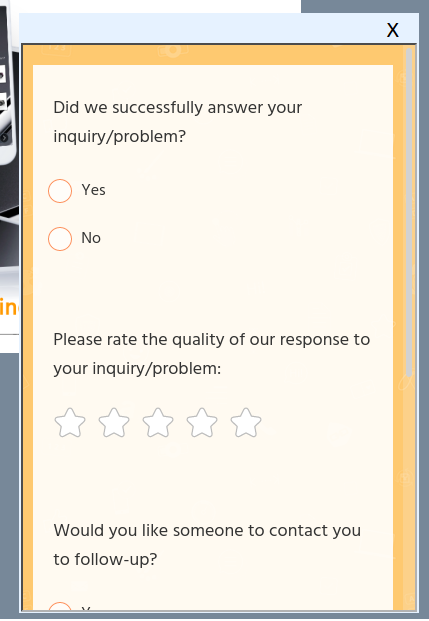 X
Did we successfully answer your
inquiry/problem?
Yes
No
Please rate the quality of our response to
your inquiry/problem:
Would you like someone to contact you
to follow-up?